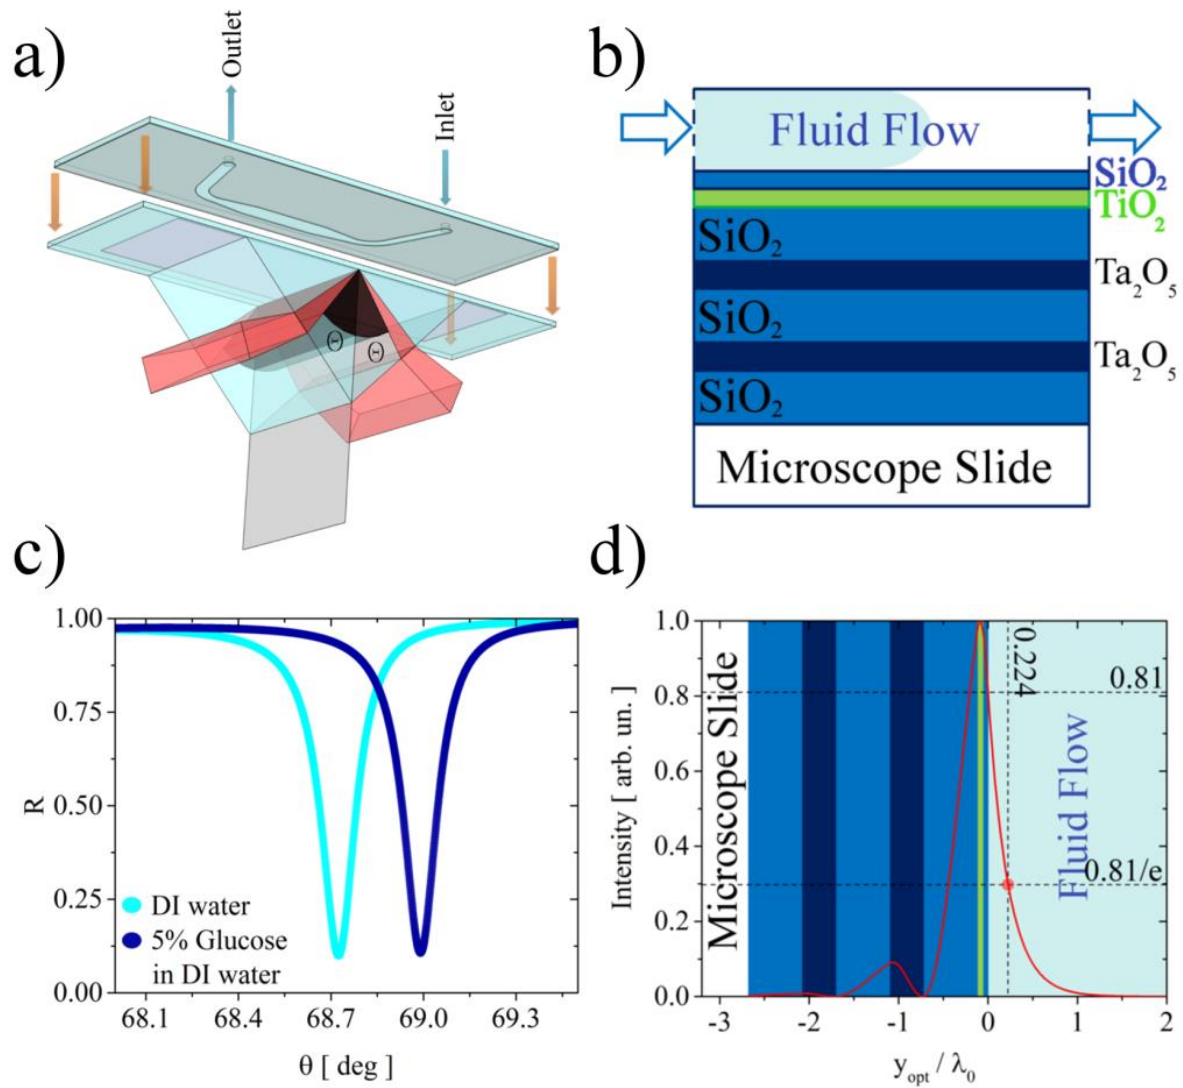 a)
Outlet
Inlet
Θ
Θ
b)
Fluid Flow
SiO₂
TiO₂
SiO₂
Ta₂O₅
SiO₂
Ta₂O₅
SiO₂
Microscope Slide
c)
1.00
0.75
0.50
0.25
0.00
R
DI water
5% Glucose
in DI water
68.1 68.4 68.7 69.0 69.3
θ [ deg ]
d)
1.0
0.8
0.6
0.4
0.2
0.0
Intensity [ arb. un. ]
Microscope Slide
0.224
0.81
Fluid Flow
0.81/e
-3 -2 -1 0 1 2
y_opt / λ₀